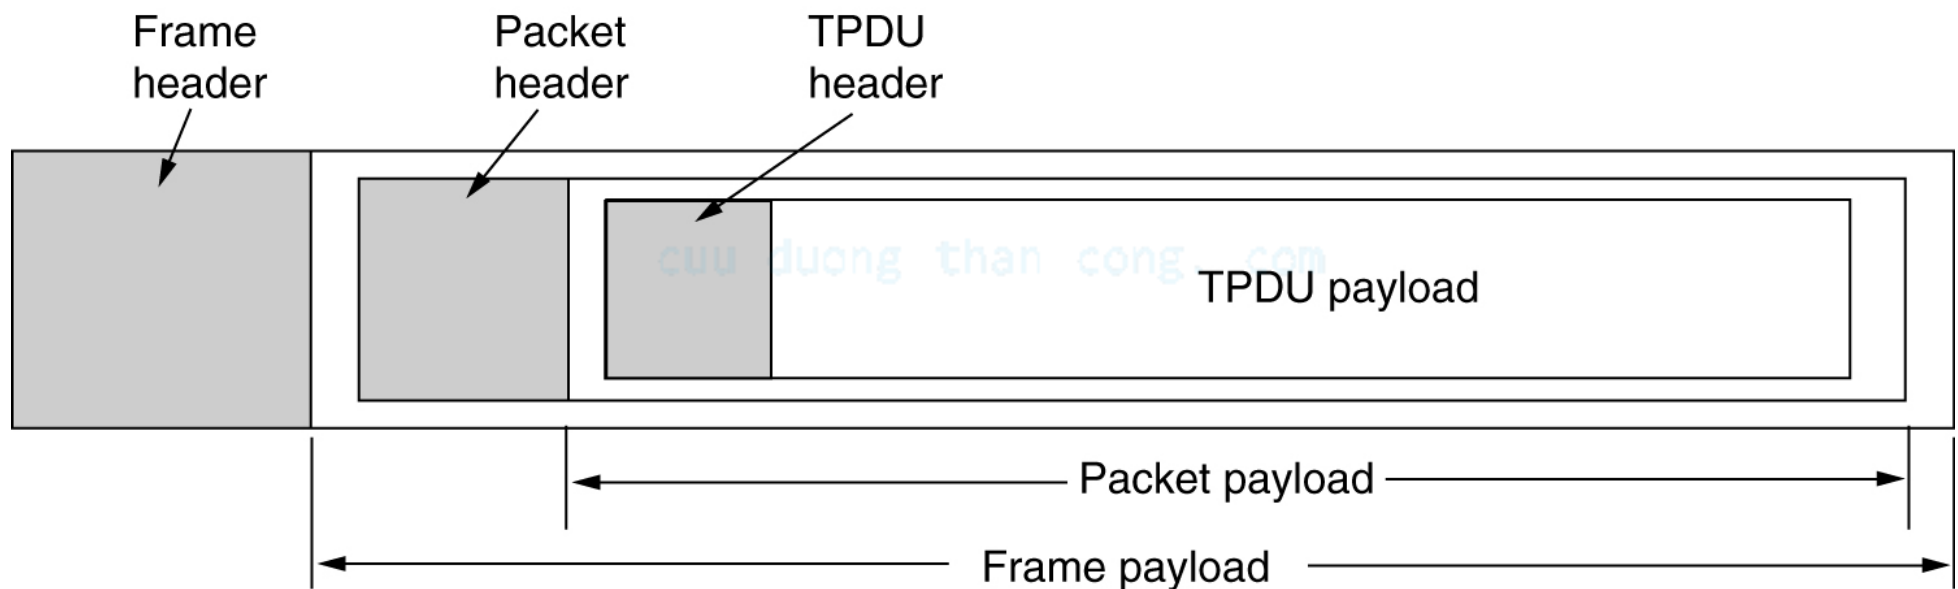 Frame
header
Packet
header
TPDU
header
cuu duong than cong. com
TPDU payload
Packet payload
Frame payload